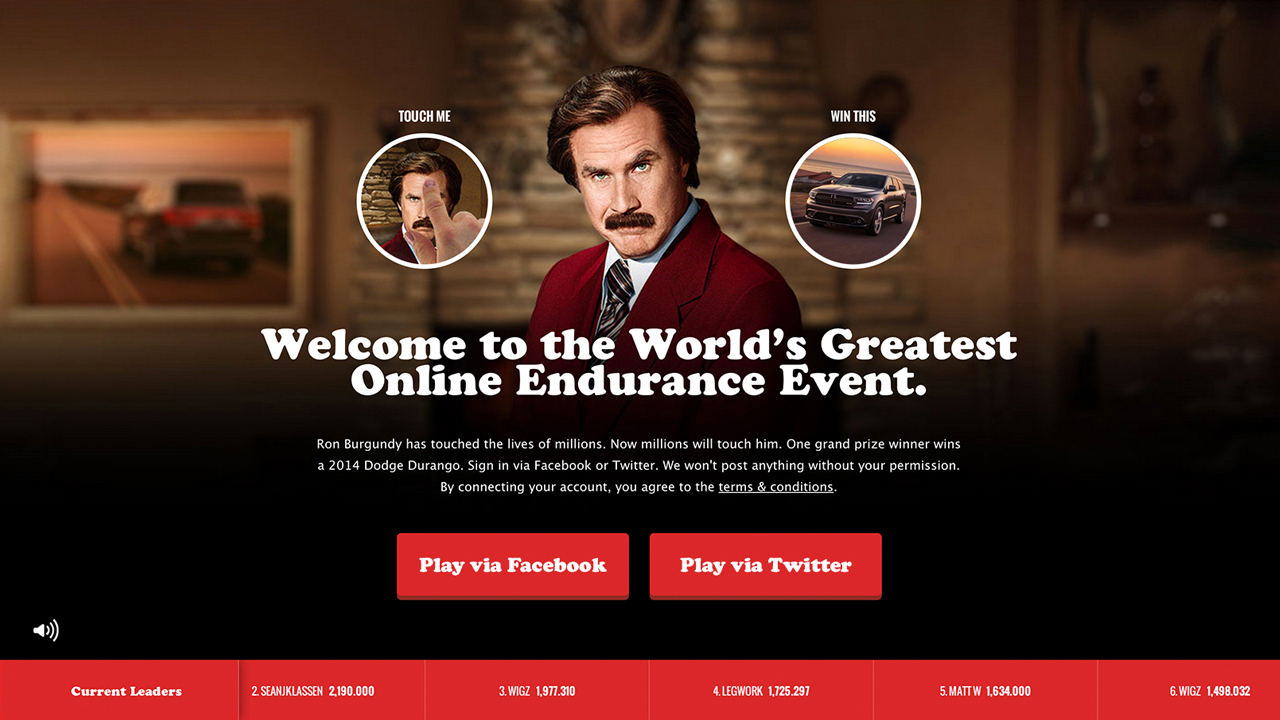 TOUCH ME
WIN THIS
Welcome to the World’s Greatest
Online Endurance Event.
Ron Burgundy has touched the lives of millions. Now millions will touch him. One grand prize winner wins
a 2014 Dodge Durango. Sign in via Facebook or Twitter. We won't post anything without your permission.
By connecting your account, you agree to the terms & conditions.
Play via Facebook
Play via Twitter
Current Leaders
2. SEANJKLASSEN 2,190.000
3. WIGZ 1,977.310
4. LEGWORK 1,725.297
5. MATT W 1,634.000
6. WIGZ 1,498.032